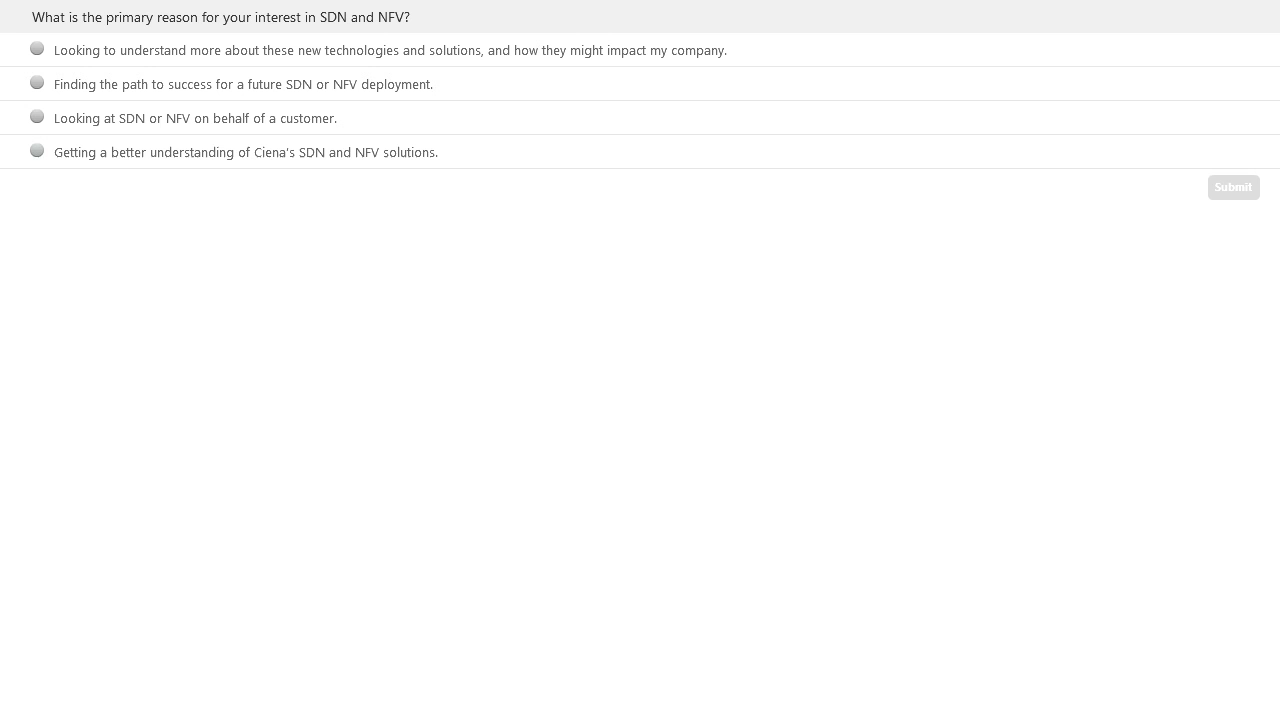 What is the primary reason for your interest in SDN and NFV?
Looking to understand more about these new technologies and solutions, and how they might impact my company.
Finding the path to success for a future SDN or NFV deployment.
Looking at SDN or NFV on behalf of a customer.
Getting a better understanding of Ciena's SDN and NFV solutions.
Submit